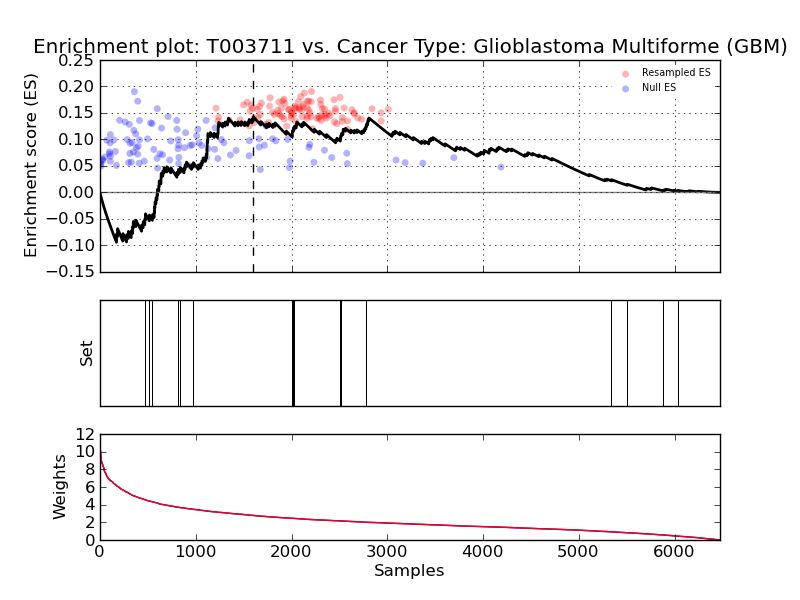 Enrichment plot: T003711 vs. Cancer Type: Glioblastoma Multiforme (GBM)
Resampled ES
Null ES
Enrichment score (ES)
0.25
0.20
0.15
0.10
0.05
0.00
−0.05
−0.10
−0.15
Set
Weights
12
10
8
6
4
2
0
0 1000 2000 3000 4000 5000 6000
Samples